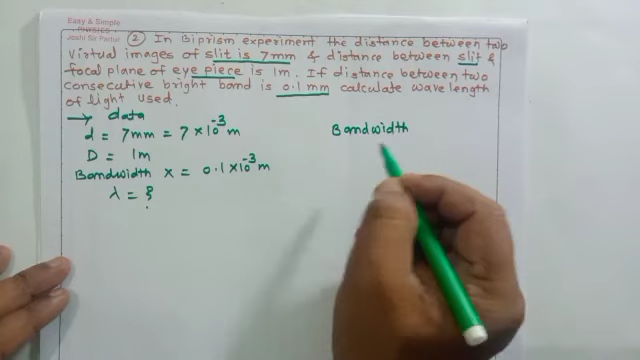 Easy & Simple
PHYSICS
Joshi Sir Partur
② In Biprism experiment the distance between two
virtual images of slit is 7mm & distance between slit &
focal plane of eye piece is 1m. If distance between two
consecutive bright band is 0.1 mm calculate wave length
of light used.
→ data
d = 7mm = 7 × 10⁻³ m
D = 1m
Bandwidth x = 0.1 × 10⁻³ m
λ = ?
Bandwidth